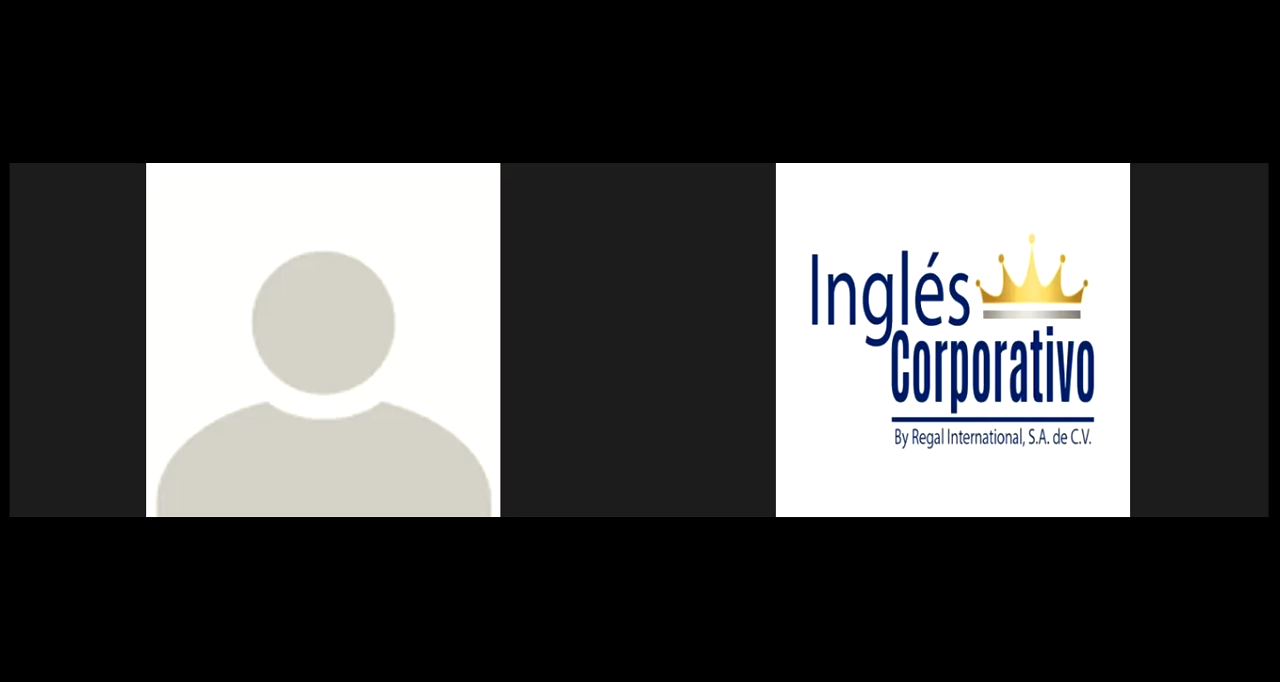 Inglés
Corporativo
By Regal International, S.A. de C.V.